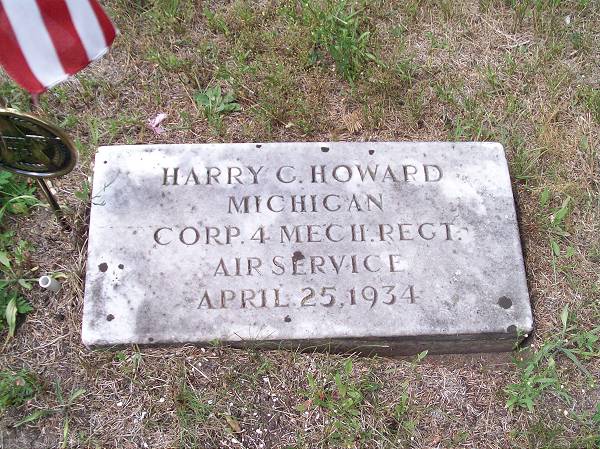 HARRY C. HOWARD
MICHIGAN
CORP. 4 MECH. REGT.
AIR SERVICE
APRIL 25, 1934